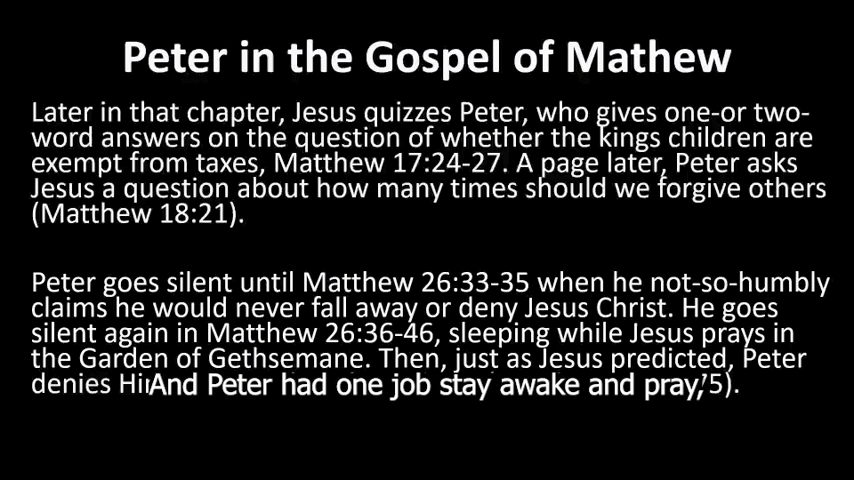 Peter in the Gospel of Mathew
Later in that chapter, Jesus quizzes Peter, who gives one-or two-
word answers on the question of whether the kings children are
exempt from taxes, Matthew 17:24-27. A page later, Peter asks
Jesus a question about how many times should we forgive others
(Matthew 18:21).
Peter goes silent until Matthew 26:33-35 when he not-so-humbly
claims he would never fall away or deny Jesus Christ. He goes
silent again in Matthew 26:36-46, sleeping while Jesus prays in
the Garden of Gethsemane. Then, just as Jesus predicted, Peter
denies 5).
And Peter had one job stay awake and pray,